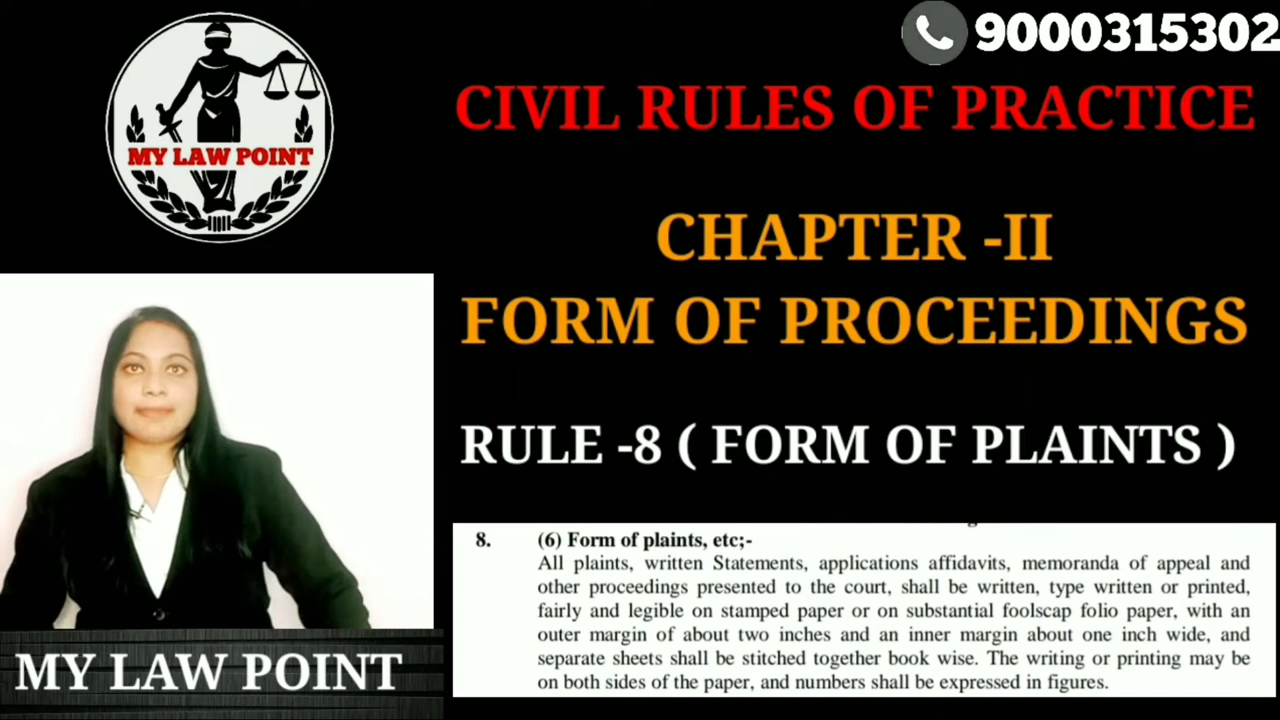 9000315302
MY LAW POINT
CIVIL RULES OF PRACTICE
CHAPTER -II
FORM OF PROCEEDINGS
RULE -8 ( FORM OF PLAINTS )
8. (6) Form of plaints, etc;-
All plaints, written Statements, applications affidavits, memoranda of appeal and
other proceedings presented to the court, shall be written, type written or printed,
fairly and legible on stamped paper or on substantial foolscap folio paper, with an
outer margin of about two inches and an inner margin about one inch wide, and
separate sheets shall be stitched together book wise. The writing or printing may be
on both sides of the paper, and numbers shall be expressed in figures.
MY LAW POINT